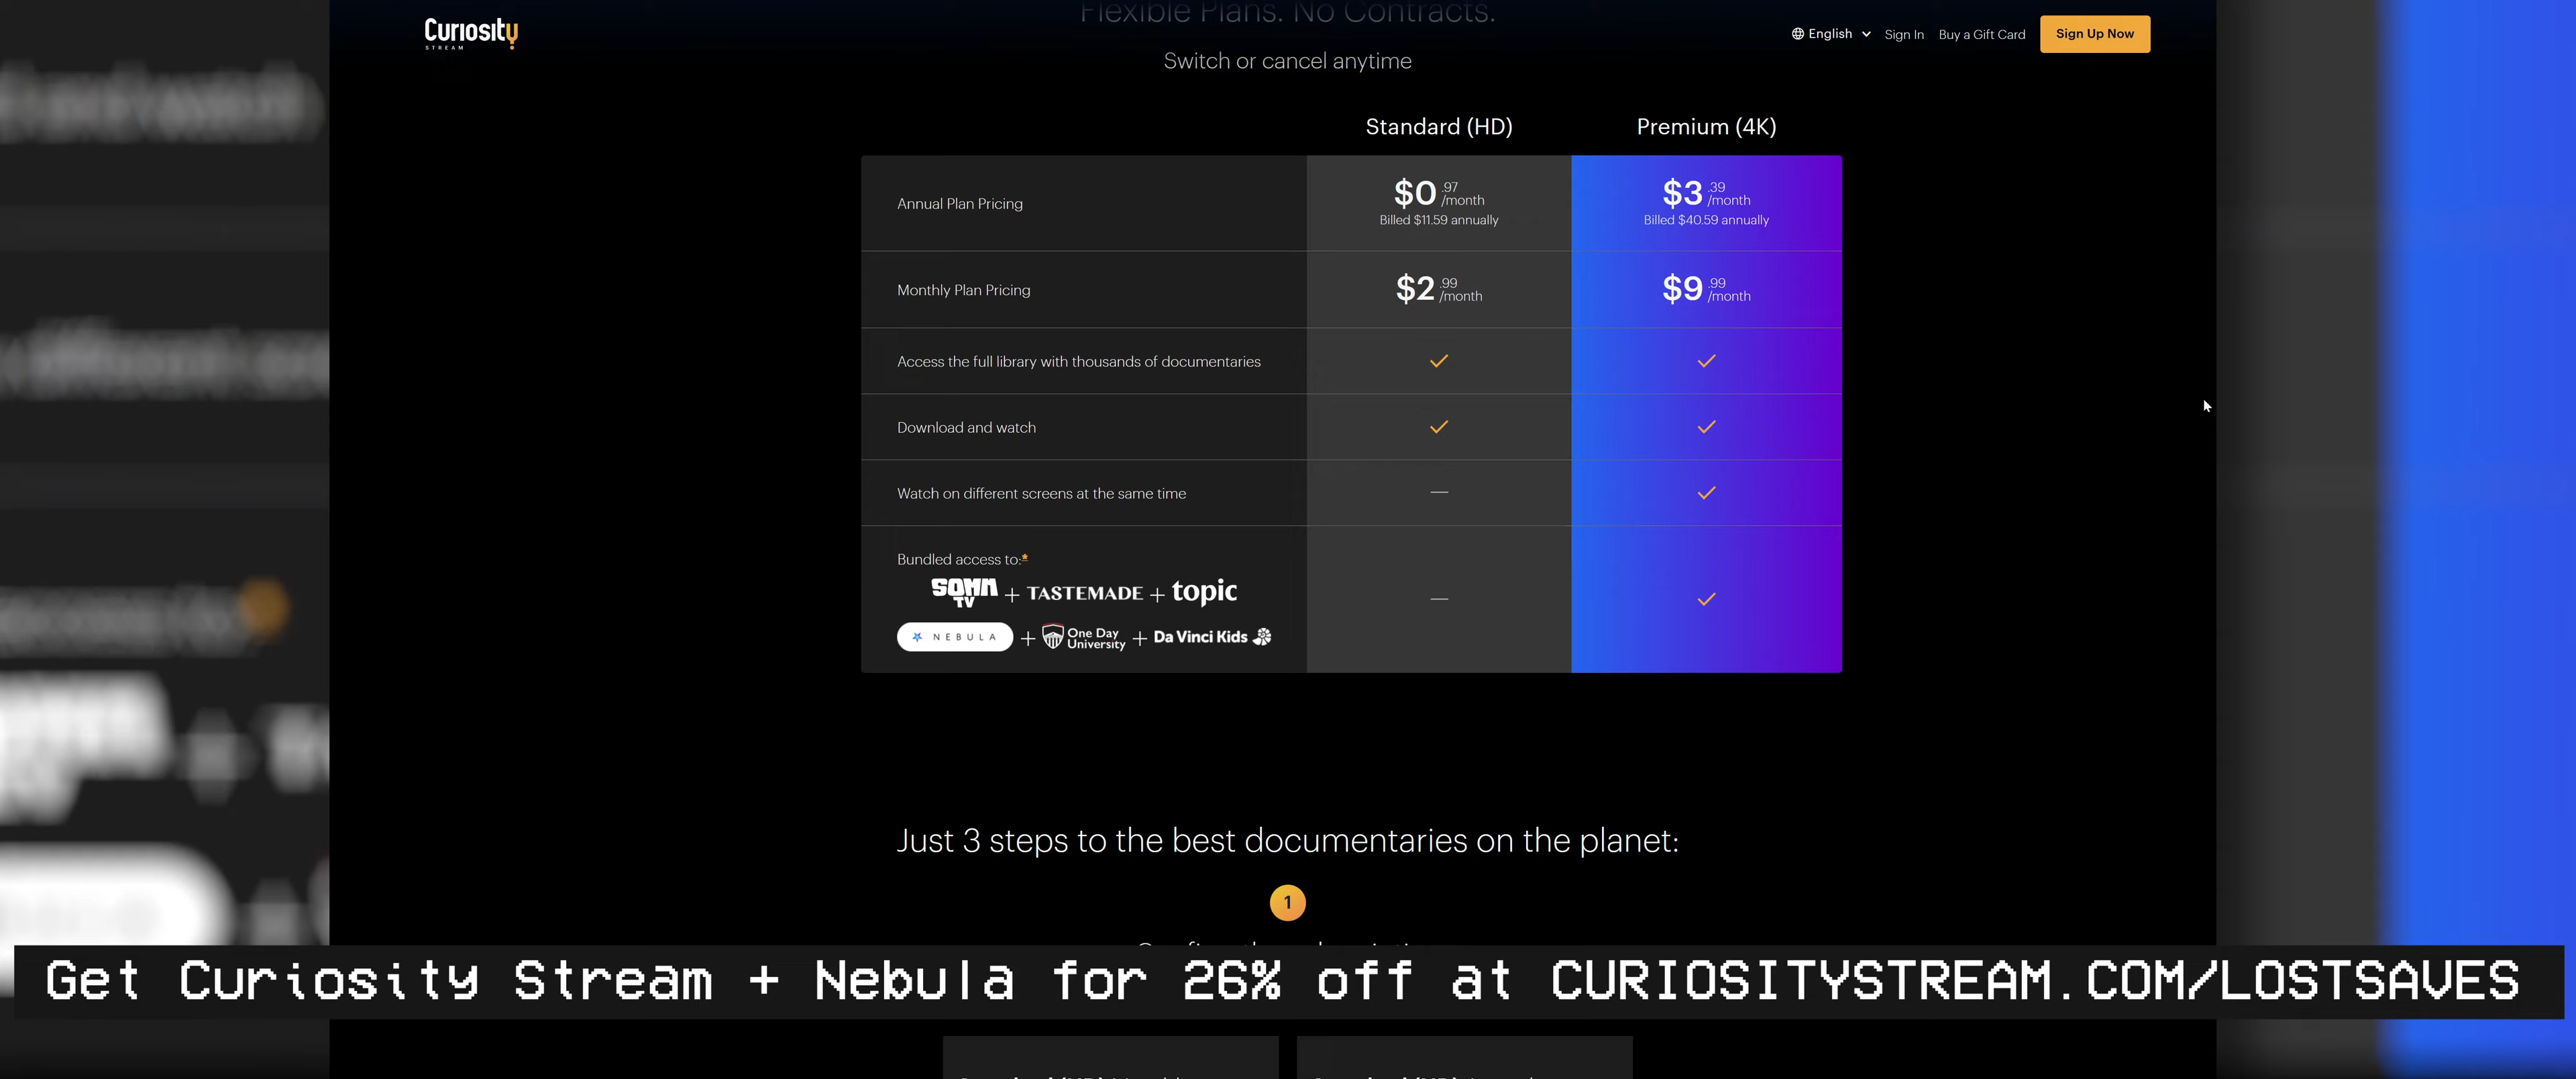 Flexible Plans. No Contracts.
Curiosity
STREAM
English
Sign In
Buy a Gift Card
Sign Up Now
Switch or cancel anytime
Standard (HD)
Premium (4K)
Annual Plan Pricing
$0 .97 /month
Billed $11.59 annually
$3 .39 /month
Billed $40.59 annually
Monthly Plan Pricing
$2 .99 /month
$9 .99 /month
Access the full library with thousands of documentaries
Download and watch
Watch on different screens at the same time
Bundled access to:*
SOMM TV + TASTEMADE + topic
NEBULA + One Day University + Da Vinci Kids
Just 3 steps to the best documentaries on the planet:
1
Get Curiosity Stream + Nebula for 26% off at CURIOSITYSTREAM.COM/LOSTSAVES